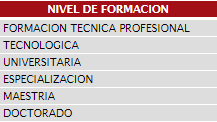 NIVEL DE FORMACION
FORMACION TECNICA PROFESIONAL
TECNOLOGICA
UNIVERSITARIA
ESPECIALIZACION
MAESTRIA
DOCTORADO